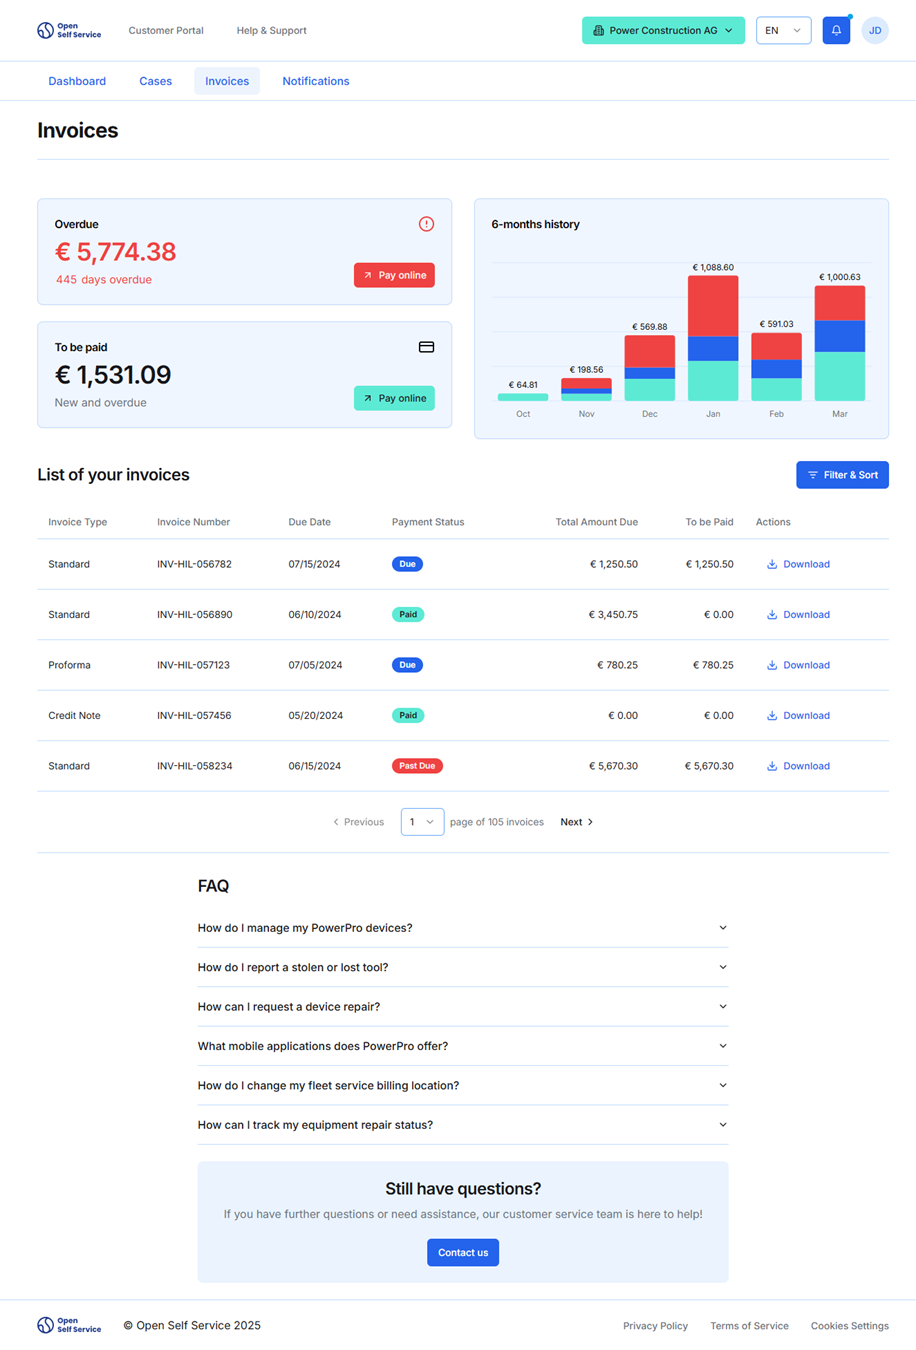 Open
Self Service
Customer Portal
Help & Support
Power Construction AG
EN
JD
Dashboard
Cases
Invoices
Notifications
Invoices
Overdue
€ 5,774.38
445 days overdue
Pay online
To be paid
€ 1,531.09
New and overdue
Pay online
6-months history
€ 64.81
€ 198.56
€ 569.88
€ 1,088.60
€ 591.03
€ 1,000.63
Oct Nov Dec Jan Feb Mar
List of your invoices
Filter & Sort
Invoice Type Invoice Number Due Date Payment Status Total Amount Due To be Paid Actions
Standard INV-HIL-056782 07/15/2024 Due € 1,250.50 € 1,250.50 Download
Standard INV-HIL-056890 06/10/2024 Paid € 3,450.75 € 0.00 Download
Proforma INV-HIL-057123 07/05/2024 Due € 780.25 € 780.25 Download
Credit Note INV-HIL-057456 05/20/2024 Paid € 0.00 € 0.00 Download
Standard INV-HIL-058234 06/15/2024 Past Due € 5,670.30 € 5,670.30 Download
Previous 1 page of 105 invoices Next
FAQ
How do I manage my PowerPro devices?
How do I report a stolen or lost tool?
How can I request a device repair?
What mobile applications does PowerPro offer?
How do I change my fleet service billing location?
How can I track my equipment repair status?
Still have questions?
If you have further questions or need assistance, our customer service team is here to help!
Contact us
Open
Self Service
© Open Self Service 2025
Privacy Policy
Terms of Service
Cookies Settings